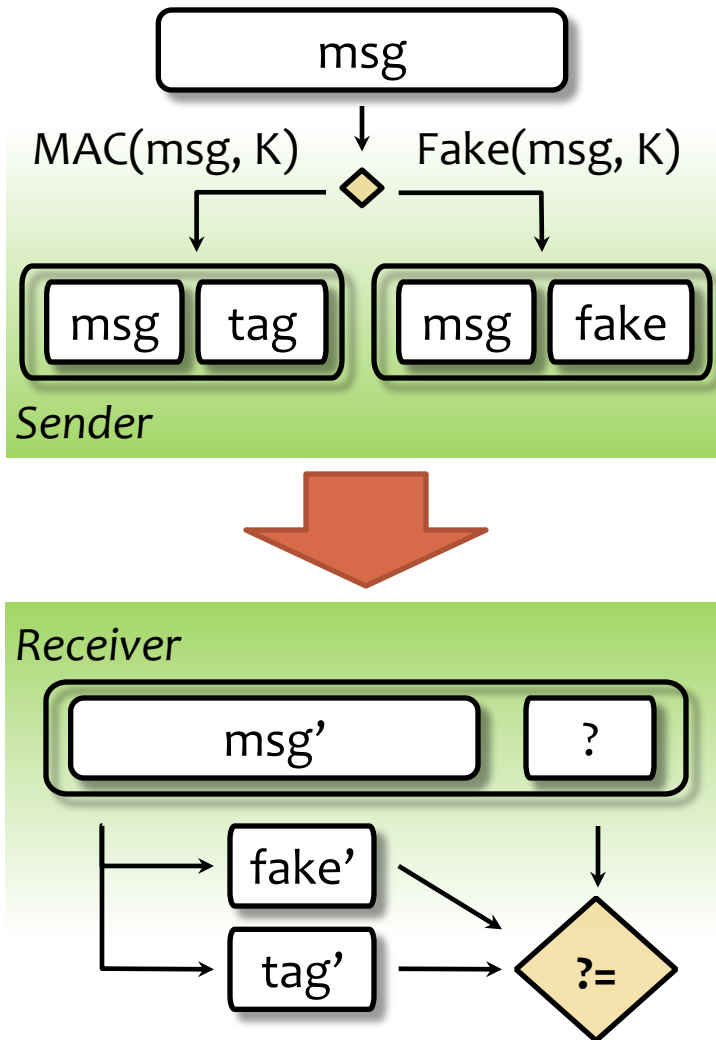 msg
MAC(msg, K) Fake(msg, K)
msg tag msg fake
Sender
Receiver
msg’ ?
fake’
tag’ ?=